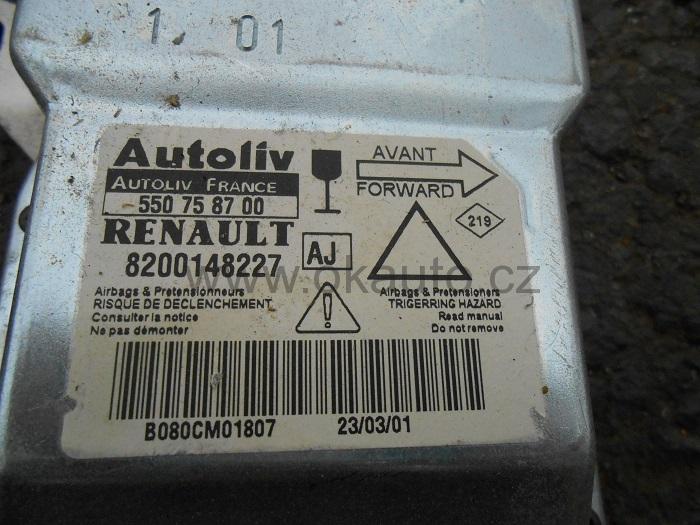 1. 01
Autoliv
AUTOLIV FRANCE
550 75 87 00
RENAULT
8200148227
AJ
AVANT
FORWARD
219
www.okauto.cz
Airbags & Pretensionneurs
RISQUE DE DECLENCHEMENT
Consulter la notice
Ne pas démonter
Airbags & Pretensioners
TRIGERRING HAZARD
Read manual
Do not remove
B080CM01807
23/03/01